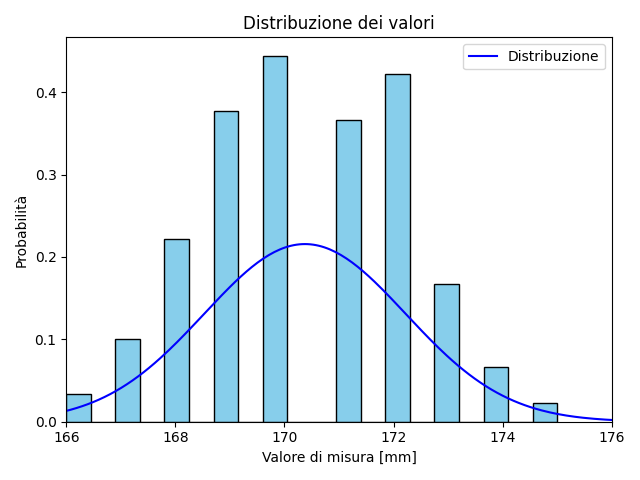 Distribuzione dei valori
Distribuzione
Probabilità
0.4
0.3
0.2
0.1
0.0
166 168 170 172 174 176
Valore di misura [mm]